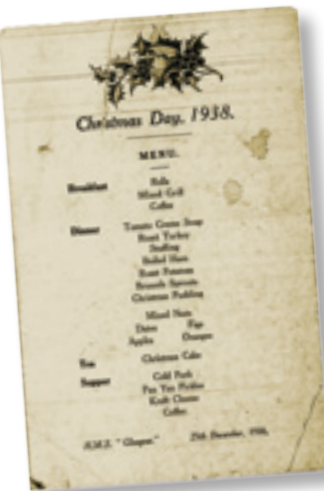 Christmas Day, 1938.
MENU.
Breakfast Rolls
Mixed Grill
Coffee
Dinner Tomato Cream Soup
Roast Turkey
Stuffing
Boiled Ham
Roast Potatoes
Brussels Sprouts
Christmas Pudding
Mixed Nuts
Dates Figs
Apples Oranges
Tea Christmas Cake
Supper Cold Pork
Pickles
Kraft Cheese
Coffee
H.M.S. "Glasgow." 25th December, 1938.